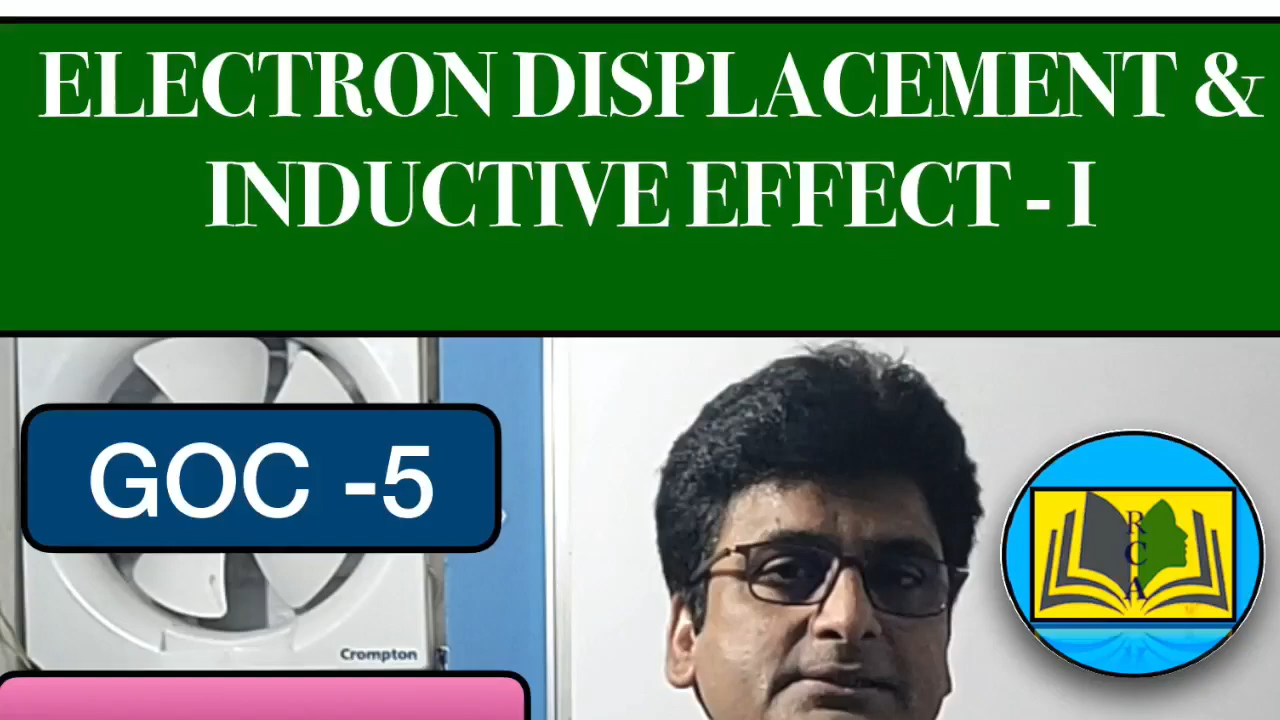 ELECTRON DISPLACEMENT &
INDUCTIVE EFFECT - I
GOC -5
R
C
A
Crompton